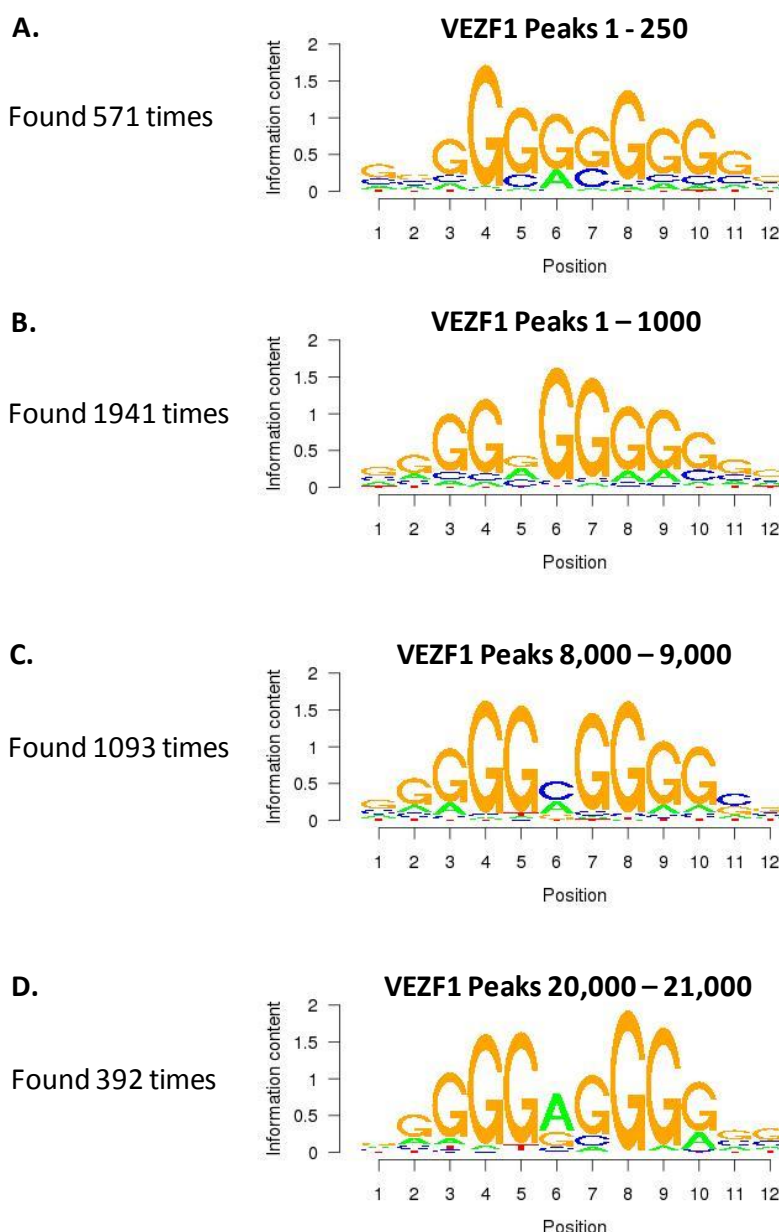 A.
VEZF1 Peaks 1 - 250
Found 571 times
Information content
2
1.5
1
0.5
0
G G G G G G G G G G
C C A C C C C
1 2 3 4 5 6 7 8 9 10 11 12
Position
B.
VEZF1 Peaks 1 – 1000
Found 1941 times
Information content
2
1.5
1
0.5
0
G G G G G G G G G G G
1 2 3 4 5 6 7 8 9 10 11 12
Position
C.
VEZF1 Peaks 8,000 – 9,000
Found 1093 times
Information content
2
1.5
1
0.5
0
G G G G G C G G G G C
1 2 3 4 5 6 7 8 9 10 11 12
Position
D.
VEZF1 Peaks 20,000 – 21,000
Found 392 times
Information content
2
1.5
1
0.5
0
G G G G A G G G G G G
1 2 3 4 5 6 7 8 9 10 11 12
Position